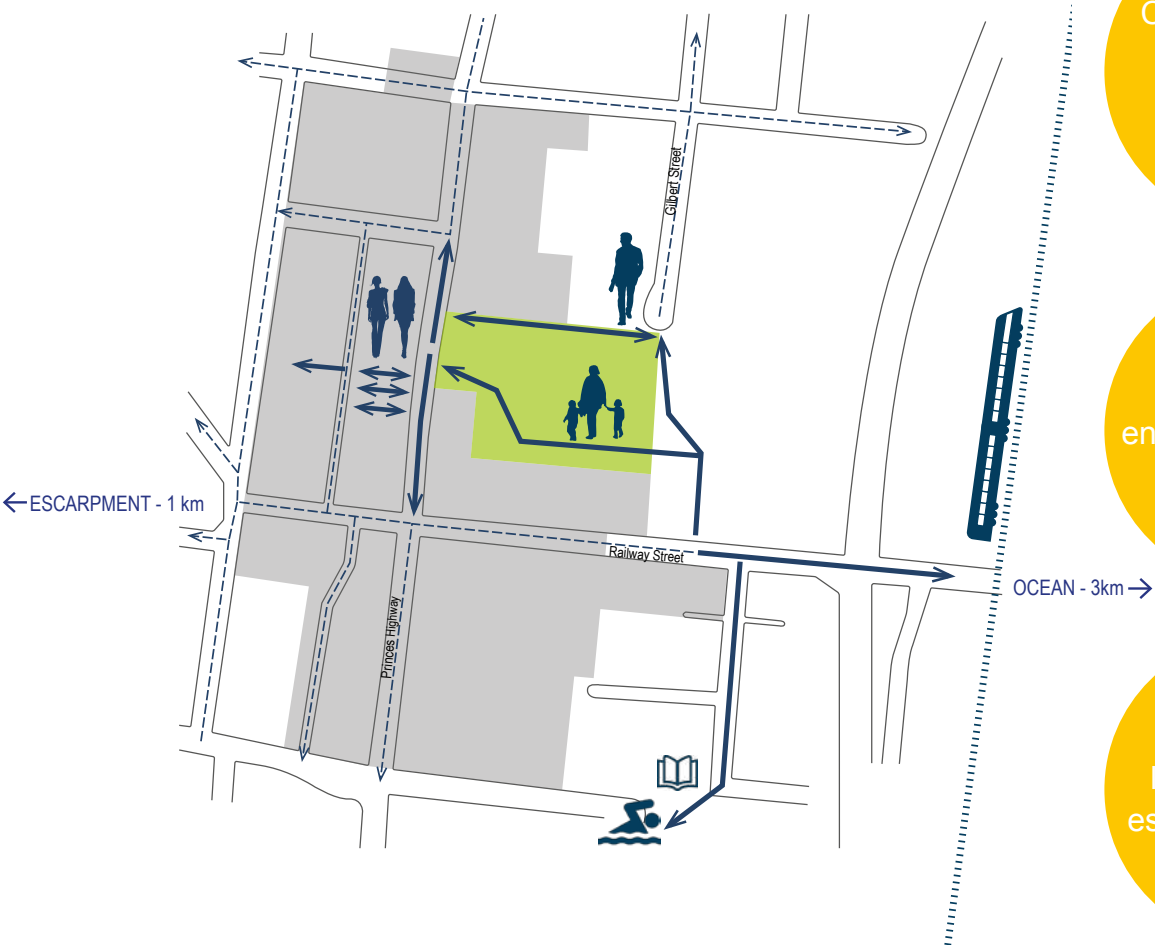 Gilbert Street
← ESCARPMENT - 1 km
Railway Street
OCEAN - 3km →
Princes Highway